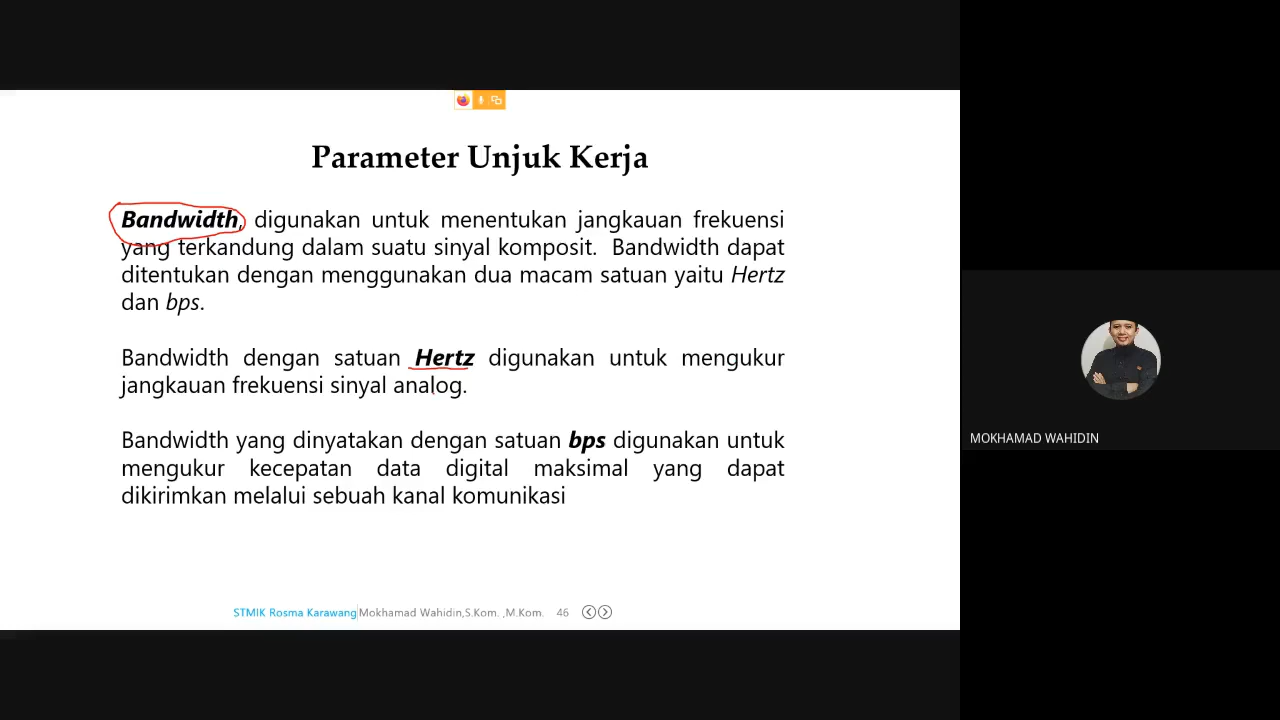 Parameter Unjuk Kerja
Bandwidth, digunakan untuk menentukan jangkauan frekuensi
yang terkandung dalam suatu sinyal komposit. Bandwidth dapat
ditentukan dengan menggunakan dua macam satuan yaitu Hertz
dan bps.
Bandwidth dengan satuan Hertz digunakan untuk mengukur
jangkauan frekuensi sinyal analog.
Bandwidth yang dinyatakan dengan satuan bps digunakan untuk
mengukur kecepatan data digital maksimal yang dapat
dikirimkan melalui sebuah kanal komunikasi
STMIK Rosma Karawang|Mokhamad Wahidin,S.Kom. ,M.Kom. 46
MOKHAMAD WAHIDIN